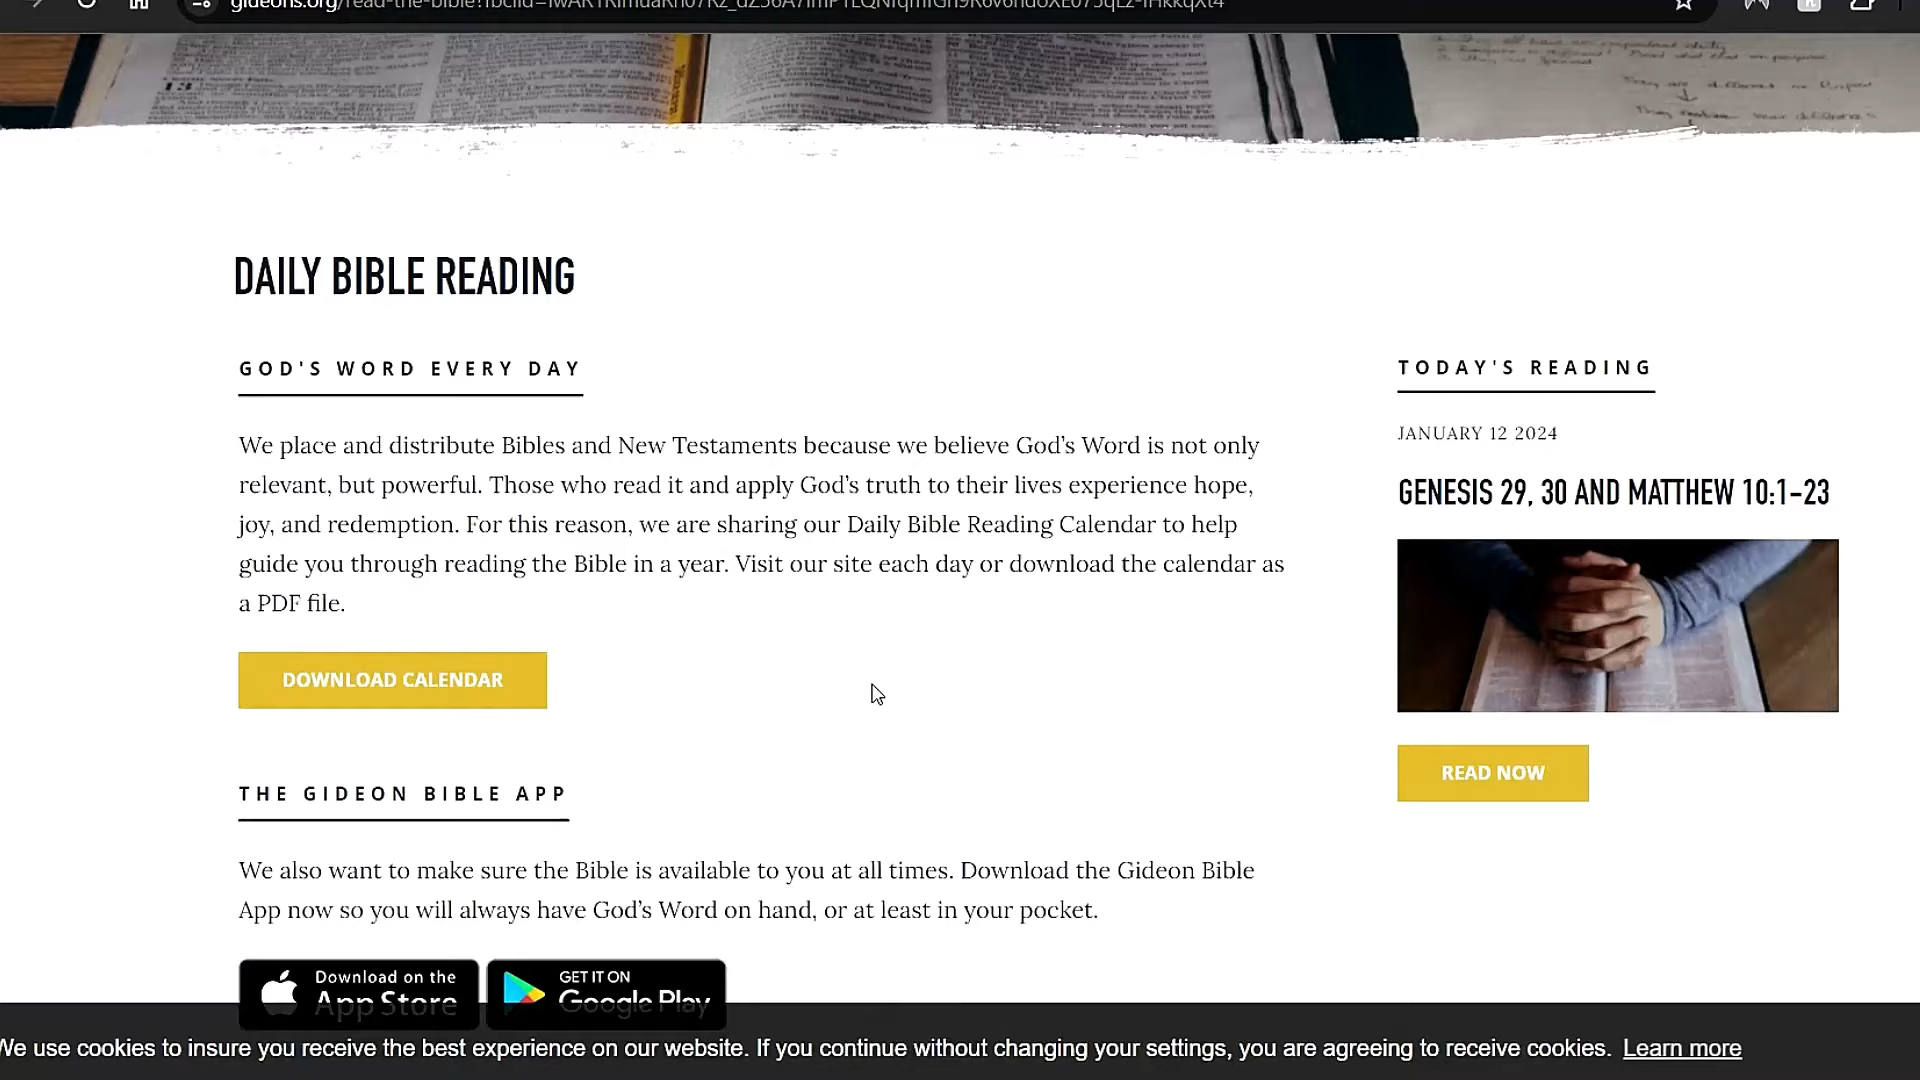 DAILY BIBLE READING
GOD'S WORD EVERY DAY
We place and distribute Bibles and New Testaments because we believe God's Word is not only
relevant, but powerful. Those who read it and apply God's truth to their lives experience hope,
joy, and redemption. For this reason, we are sharing our Daily Bible Reading Calendar to help
guide you through reading the Bible in a year. Visit our site each day or download the calendar as
a PDF file.
DOWNLOAD CALENDAR
THE GIDEON BIBLE APP
We also want to make sure the Bible is available to you at all times. Download the Gideon Bible
App now so you will always have God's Word on hand, or at least in your pocket.
Download on the
App Store
GET IT ON
Google Play
TODAY'S READING
JANUARY 12 2024
GENESIS 29, 30 AND MATTHEW 10:1-23
READ NOW
We use cookies to insure you receive the best experience on our website. If you continue without changing your settings, you are agreeing to receive cookies. Learn more